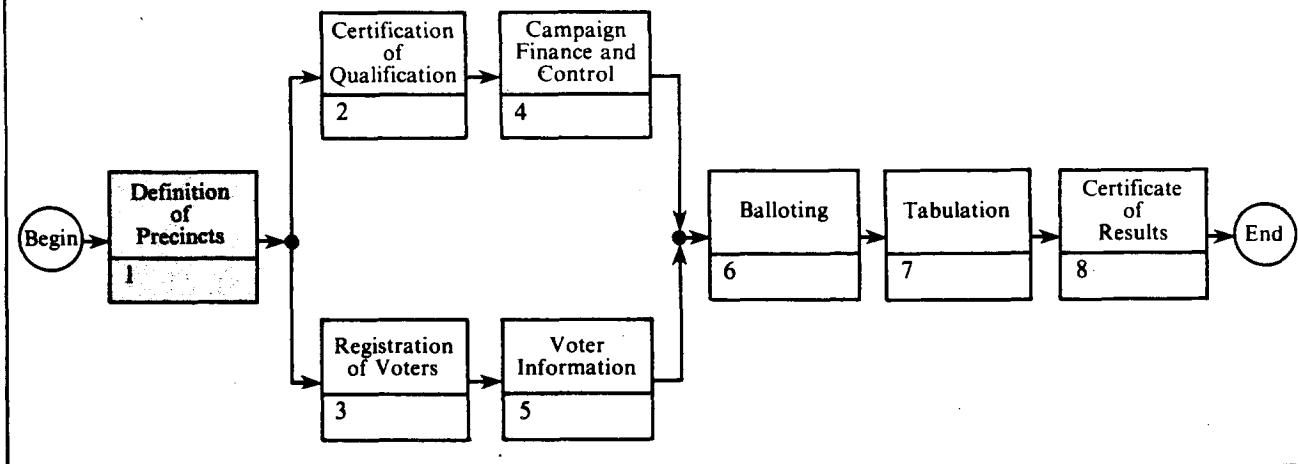 Begin
Definition
of
Precincts
1
Certification
of
Qualification
2
Campaign
Finance and
Control
4
Registration
of Voters
3
Voter
Information
5
Balloting
6
Tabulation
7
Certificate
of
Results
8
End